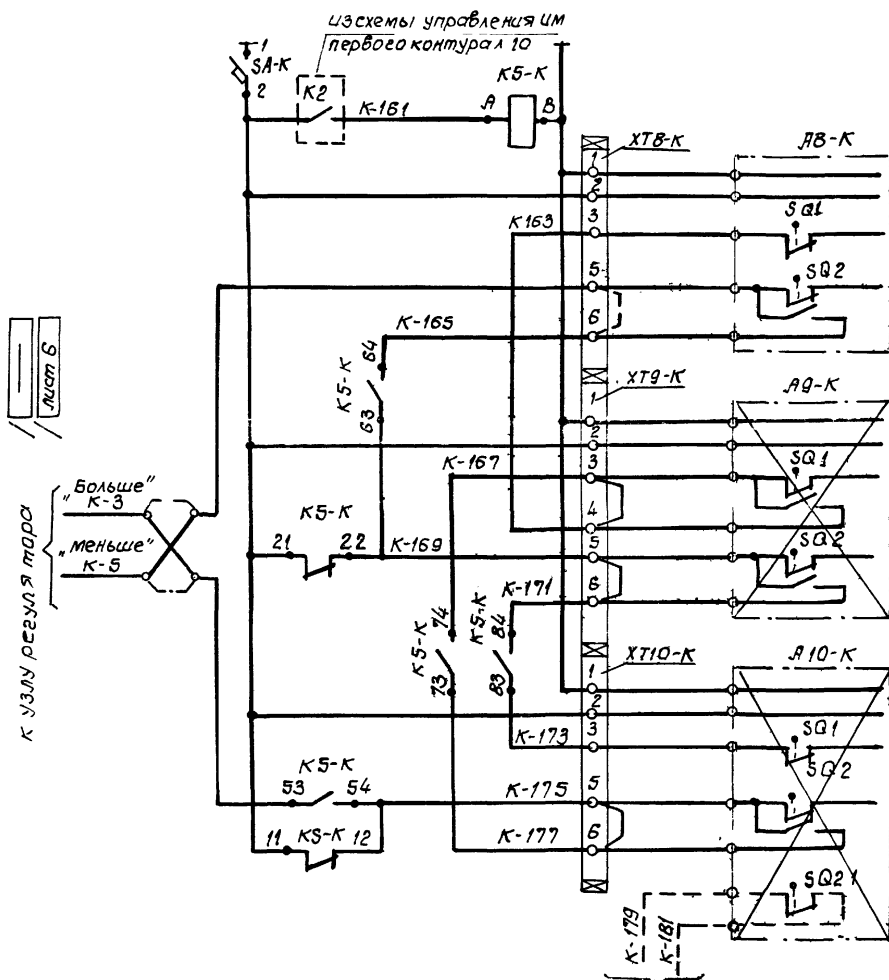 из схемы управления им
первого контура л 10
1
SA-K
2
K2
K-161
A
K5-K
B
XT8-K
A8-K
1
2
3
K163
SQ1
5
SQ2
6
K-165
64
K5-K
63
XT9-K
A9-K
1
2
3
K-167
SQ1
4
5
K-169
SQ2
6
K-171
лист 6
"Больше"
K-3
"меньше"
K-5
к узлу регулятора
K5-K
21
22
74
K5-K
73
84
K5-K
83
XT10-K
A10-K
1
2
3
K-173
SQ1
SQ2
K5-K
53
54
K-175
5
11
K5-K
12
K-177
6
SQ2 1
K-179
K-181